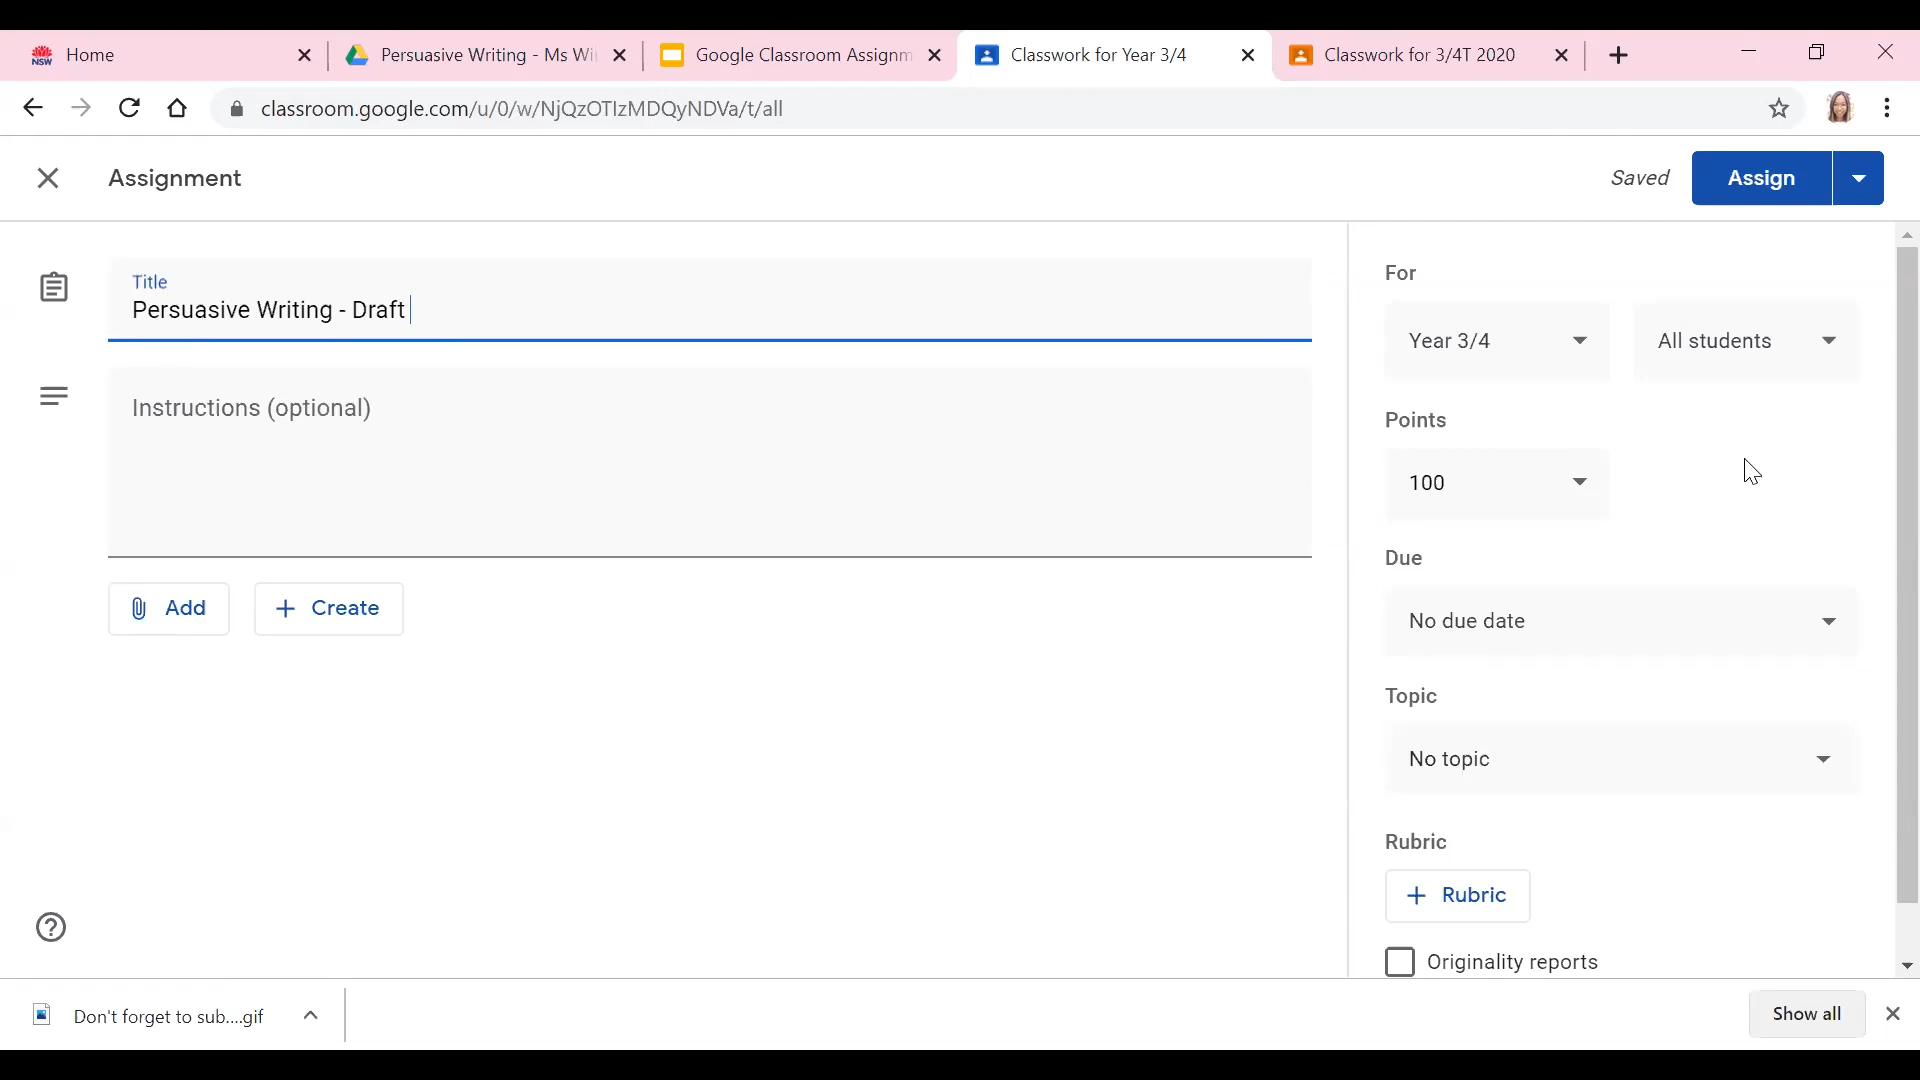 Home
Persuasive Writing - Ms Wi
Google Classroom Assignm
Classwork for Year 3/4
Classwork for 3/4T 2020
classroom.google.com/u/0/w/NjQzOTIzMDQyNDVa/t/all
Assignment
Saved
Assign
Title
Persuasive Writing - Draft
Instructions (optional)
Add
Create
For
Year 3/4
All students
Points
100
Due
No due date
Topic
No topic
Rubric
Rubric
Originality reports
Don't forget to sub....gif
Show all